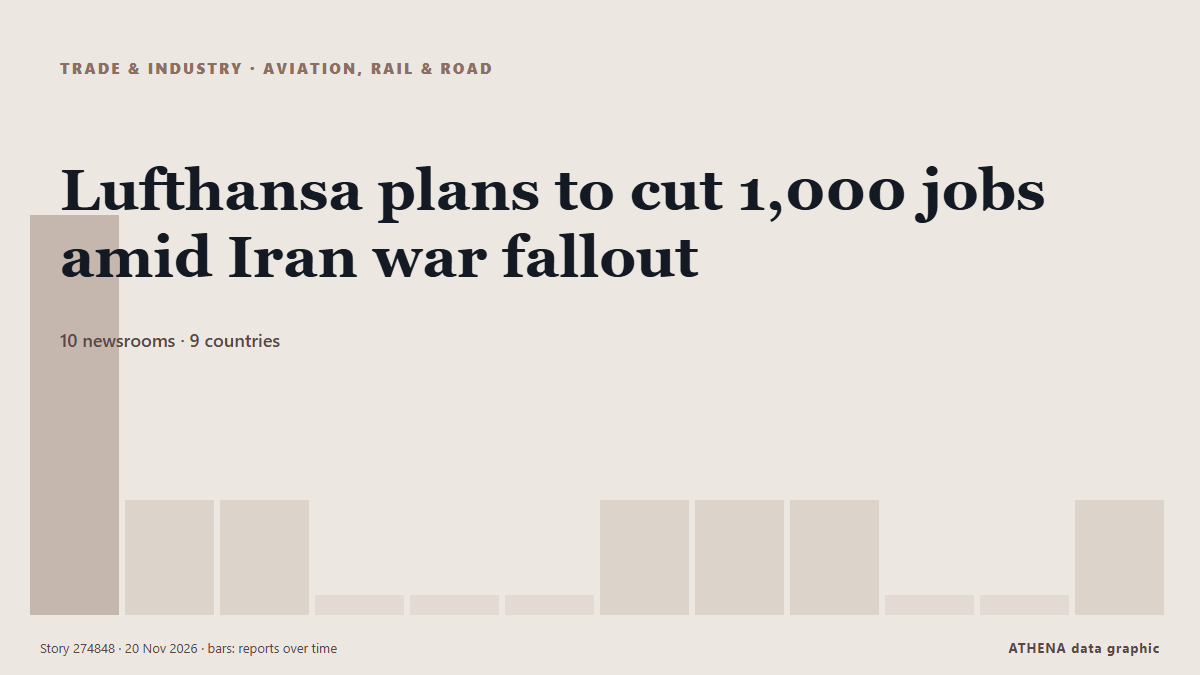 TRADE & INDUSTRY · AVIATION, RAIL & ROAD
Lufthansa plans to cut 1,000 jobs
amid Iran war fallout
10 newsrooms · 9 countries
Story 274848 · 20 Nov 2026 · bars: reports over time
ATHENA data graphic